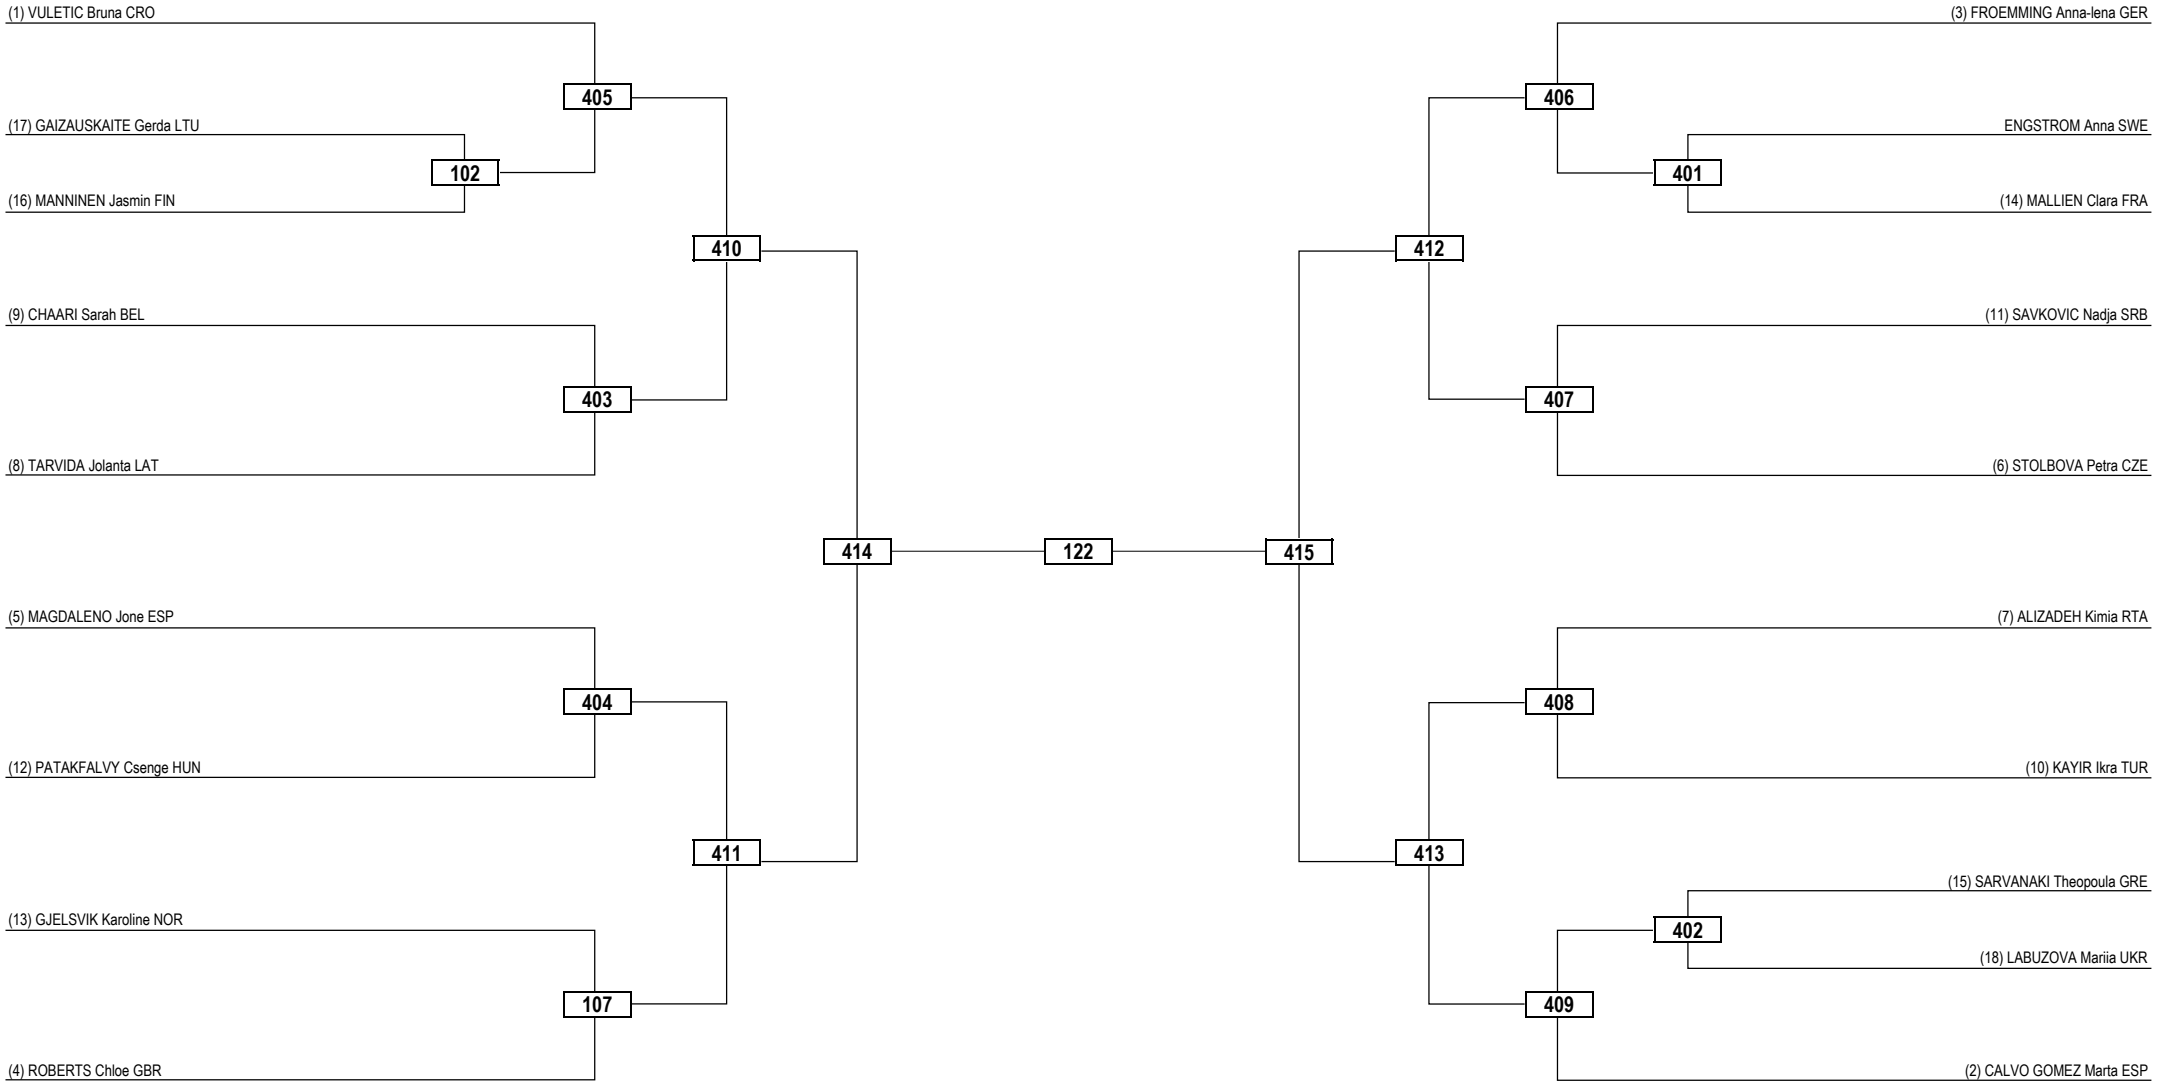 (1) VULETIC Bruna CRO
(3) FROEMMING Anna-lena GER
405
406
(17) GAIZAUSKAITE Gerda LTU
ENGSTROM Anna SWE
102
401
(16) MANNINEN Jasmin FIN
(14) MALLIEN Clara FRA
410
412
(9) CHAARI Sarah BEL
(11) SAVKOVIC Nadja SRB
403
407
(8) TARVIDA Jolanta LAT
(6) STOLBOVA Petra CZE
414
122
415
(5) MAGDALENO Jone ESP
(7) ALIZADEH Kimia RTA
404
408
(12) PATAKFALVY Csenge HUN
(10) KAYIR Ikra TUR
411
413
(15) SARVANAKI Theopoula GRE
(13) GJELSVIK Karoline NOR
402
(18) LABUZOVA Mariia UKR
107
409
(4) ROBERTS Chloe GBR
(2) CALVO GOMEZ Marta ESP